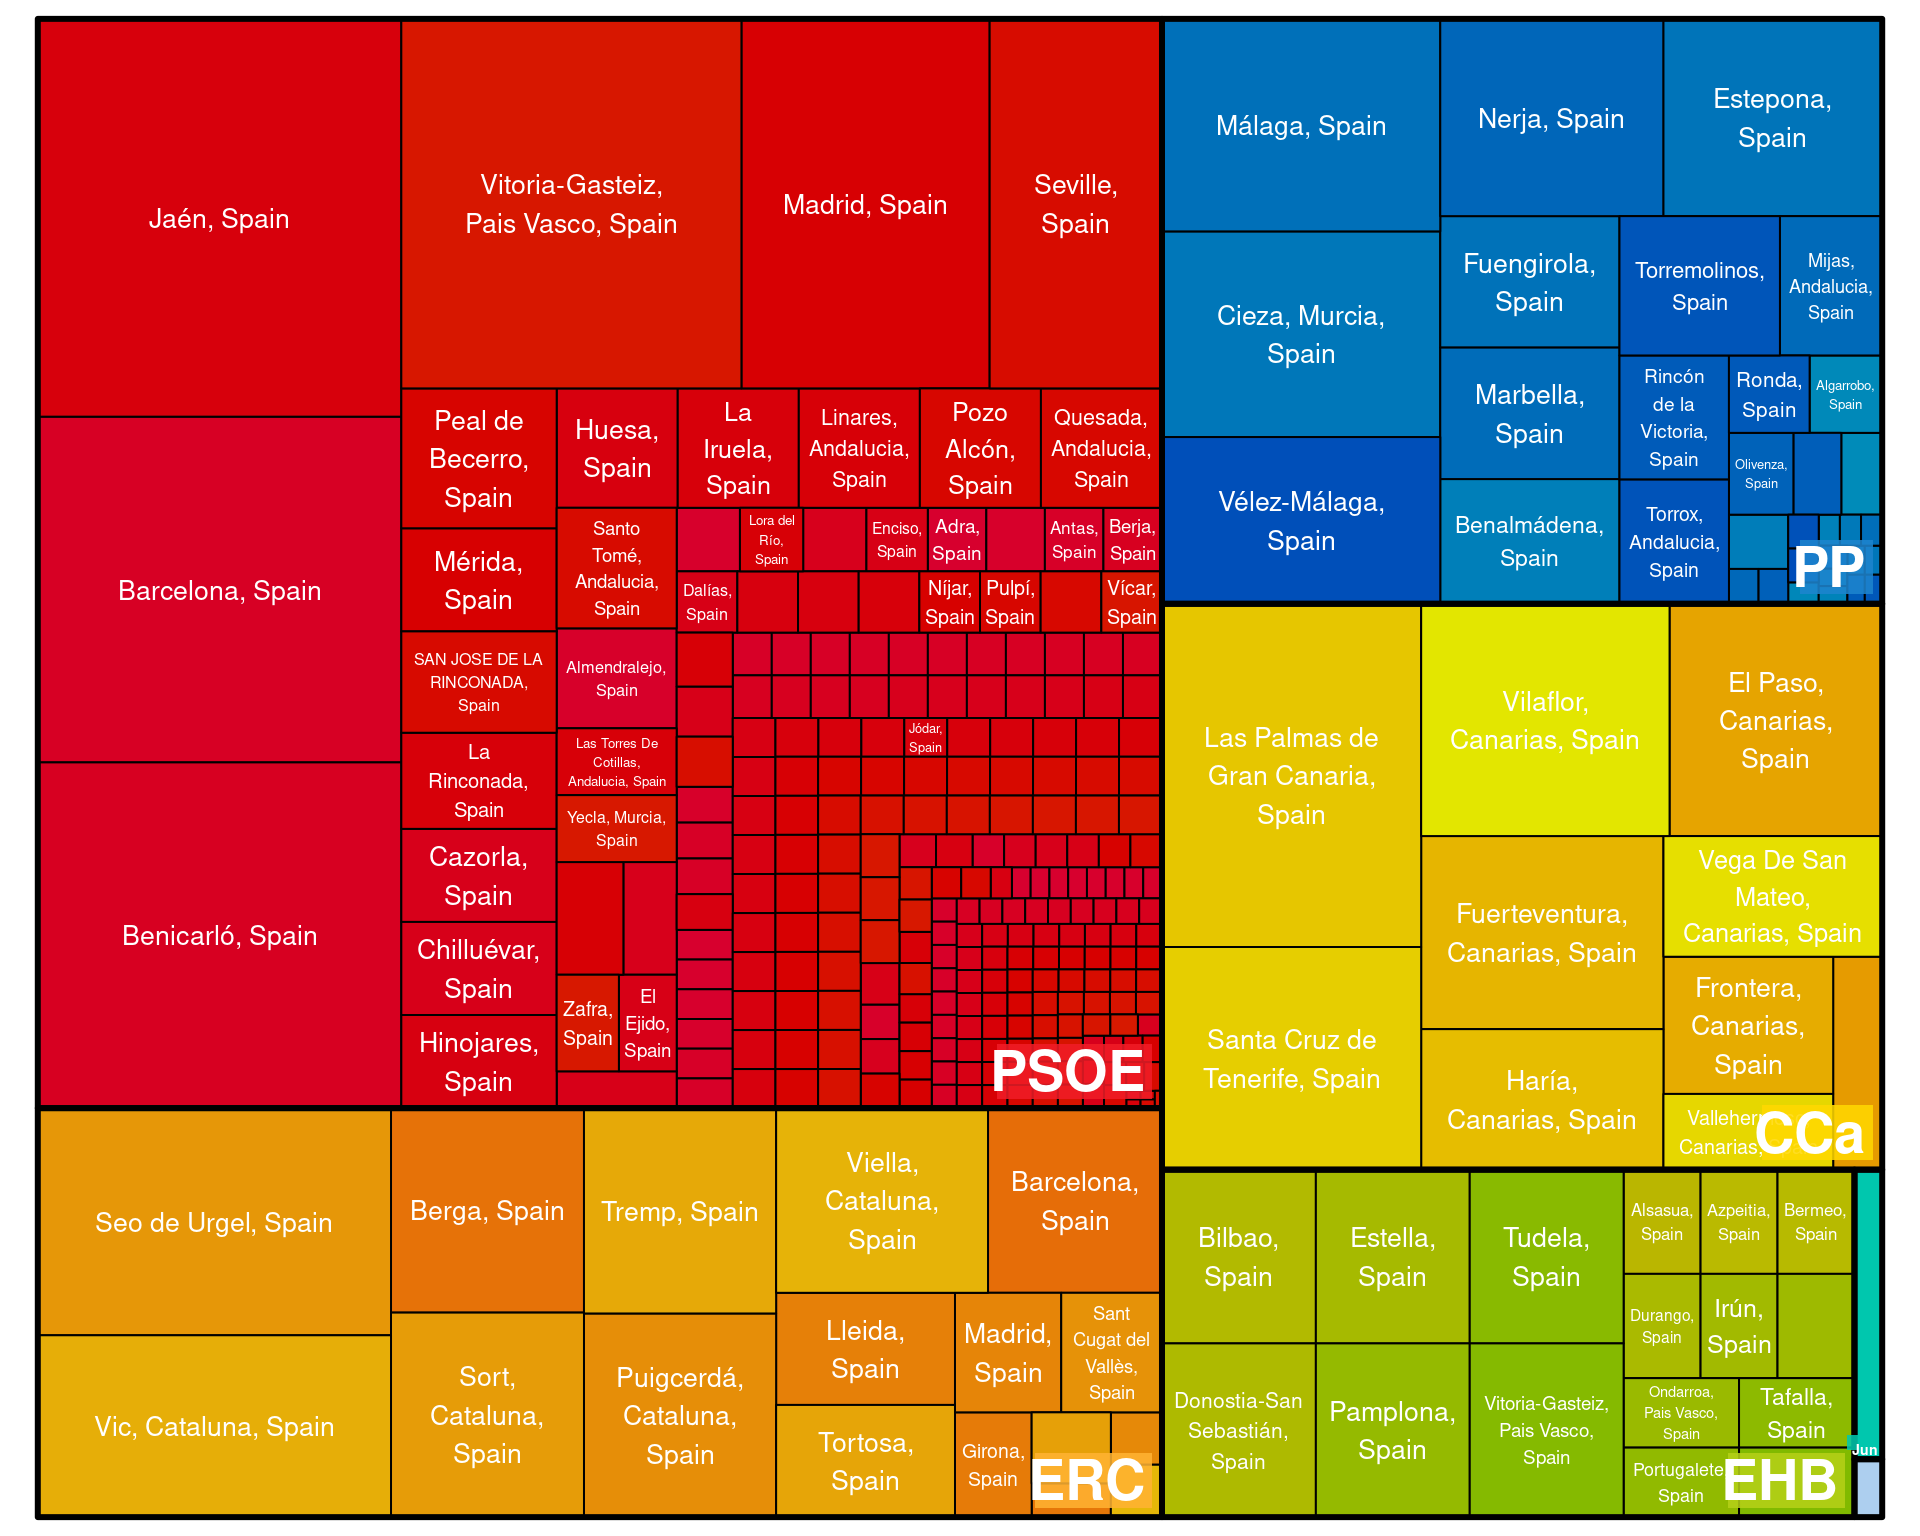 Jaén, Spain
Barcelona, Spain
Benicarló, Spain
Vitoria-Gasteiz,
Pais Vasco, Spain
Madrid, Spain
Seville,
Spain
Peal de
Becerro,
Spain
Mérida,
Spain
SAN JOSE DE LA
RINCONADA,
Spain
La
Rinconada,
Spain
Cazorla,
Spain
Chilluévar,
Spain
Hinojares,
Spain
Huesa,
Spain
Santo
Tomé,
Andalucia,
Spain
Almendralejo,
Spain
Las Torres De
Cotillas,
Andalucia, Spain
Yecla, Murcia,
Spain
Zafra,
Spain
El
Ejido,
Spain
La
Iruela,
Spain
Linares,
Andalucia,
Spain
Pozo
Alcón,
Spain
Quesada,
Andalucia,
Spain
Lora del
Río,
Spain
Enciso,
Spain
Adra,
Spain
Antas,
Spain
Berja,
Spain
Dalías,
Spain
Níjar,
Spain
Pulpí,
Spain
Vícar,
Spain
Jódar,
Spain
PSOE
Málaga, Spain
Cieza, Murcia,
Spain
Vélez-Málaga,
Spain
Nerja, Spain
Estepona,
Spain
Fuengirola,
Spain
Marbella,
Spain
Benalmádena,
Spain
Torremolinos,
Spain
Mijas,
Andalucia,
Spain
Rincón
de la
Victoria,
Spain
Torrox,
Andalucia,
Spain
Ronda,
Spain
Algarrobo,
Spain
Olivenza,
Spain
PP
Las Palmas de
Gran Canaria,
Spain
Santa Cruz de
Tenerife, Spain
Vilaflor,
Canarias, Spain
El Paso,
Canarias,
Spain
Fuerteventura,
Canarias, Spain
Haría,
Canarias, Spain
Vega De San
Mateo,
Canarias, Spain
Frontera,
Canarias,
Spain
Canarias,
CCa
Seo de Urgel, Spain
Vic, Cataluna, Spain
Berga, Spain
Sort,
Cataluna,
Spain
Tremp, Spain
Puigcerdá,
Cataluna,
Spain
Viella,
Cataluna,
Spain
Barcelona,
Spain
Lleida,
Spain
Tortosa,
Spain
Madrid,
Spain
Sant
Cugat del
Vallès,
Spain
Girona,
Spain
ERC
Bilbao,
Spain
Estella,
Spain
Tudela,
Spain
Donostia-San
Sebastián,
Spain
Pamplona,
Spain
Vitoria-Gasteiz,
Pais Vasco,
Spain
Alsasua,
Spain
Azpeitia,
Spain
Bermeo,
Spain
Durango,
Spain
Irún,
Spain
Ondarroa,
Pais Vasco,
Spain
Tafalla,
Spain
Portugalete,
Spain
EHB
Jun